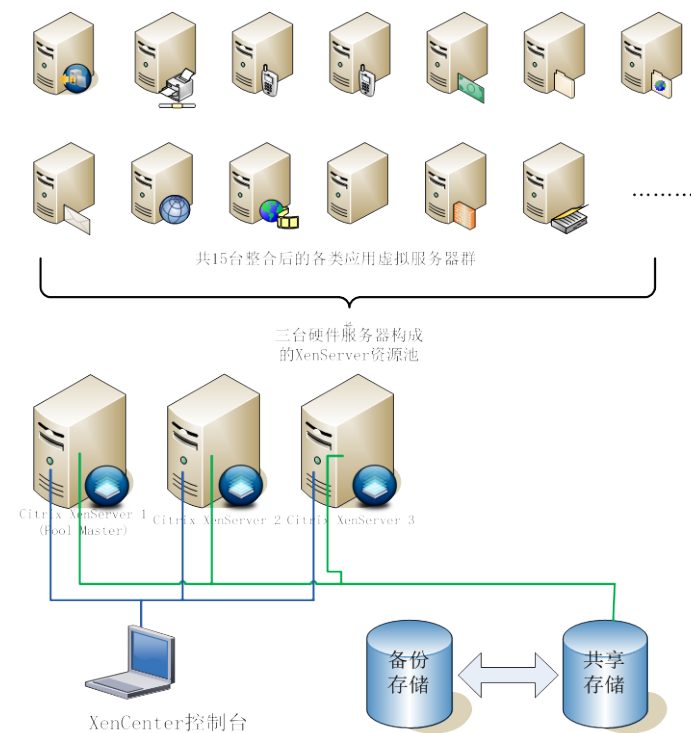 ………
共15台整合后的各类应用虚拟服务器群
三台硬件服务器构成
的XenServer资源池
Citrix XenServer 1
(Pool Master)
Citrix XenServer 2
Citrix XenServer 3
备份
存储
共享
存储
XenCenter控制台